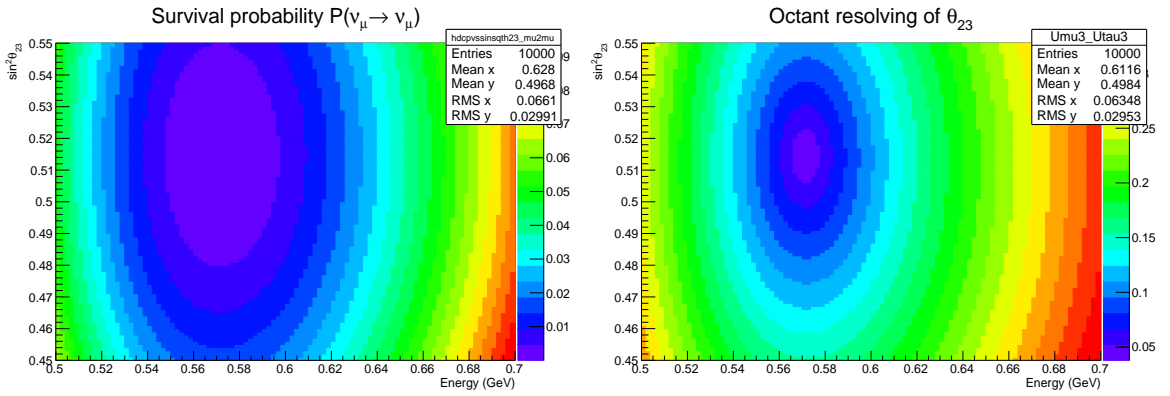 Survival probability P(νμ→ νμ)
sin²θ23
0.55
0.54
0.53
0.52
0.51
0.5
0.49
0.48
0.47
0.46
0.45
0.5 0.52 0.54 0.56 0.58 0.6 0.62 0.64 0.66 0.68 0.7
Energy (GeV)
hdcpvssinsqth23_mu2mu
Entries 10000
Mean x 0.628
Mean y 0.4968
RMS x 0.0661
RMS y 0.02991
0.07
0.06
0.05
0.04
0.03
0.02
0.01
Octant resolving of θ23
sin²θ23
0.55
0.54
0.53
0.52
0.51
0.5
0.49
0.48
0.47
0.46
0.45
0.5 0.52 0.54 0.56 0.58 0.6 0.62 0.64 0.66 0.68 0.7
Energy (GeV)
Umu3_Utau3
Entries 10000
Mean x 0.6116
Mean y 0.4984
RMS x 0.06348
RMS y 0.02953
0.25
0.2
0.15
0.1
0.05